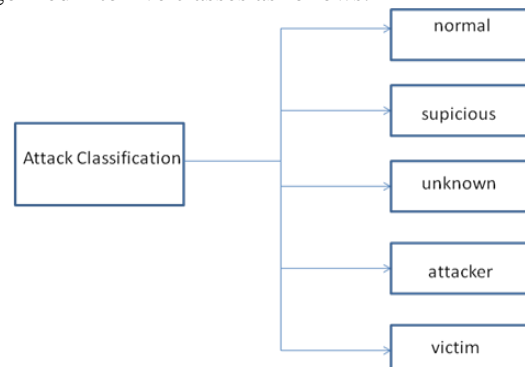 normal
supicious
Attack Classification
unknown
attacker
victim